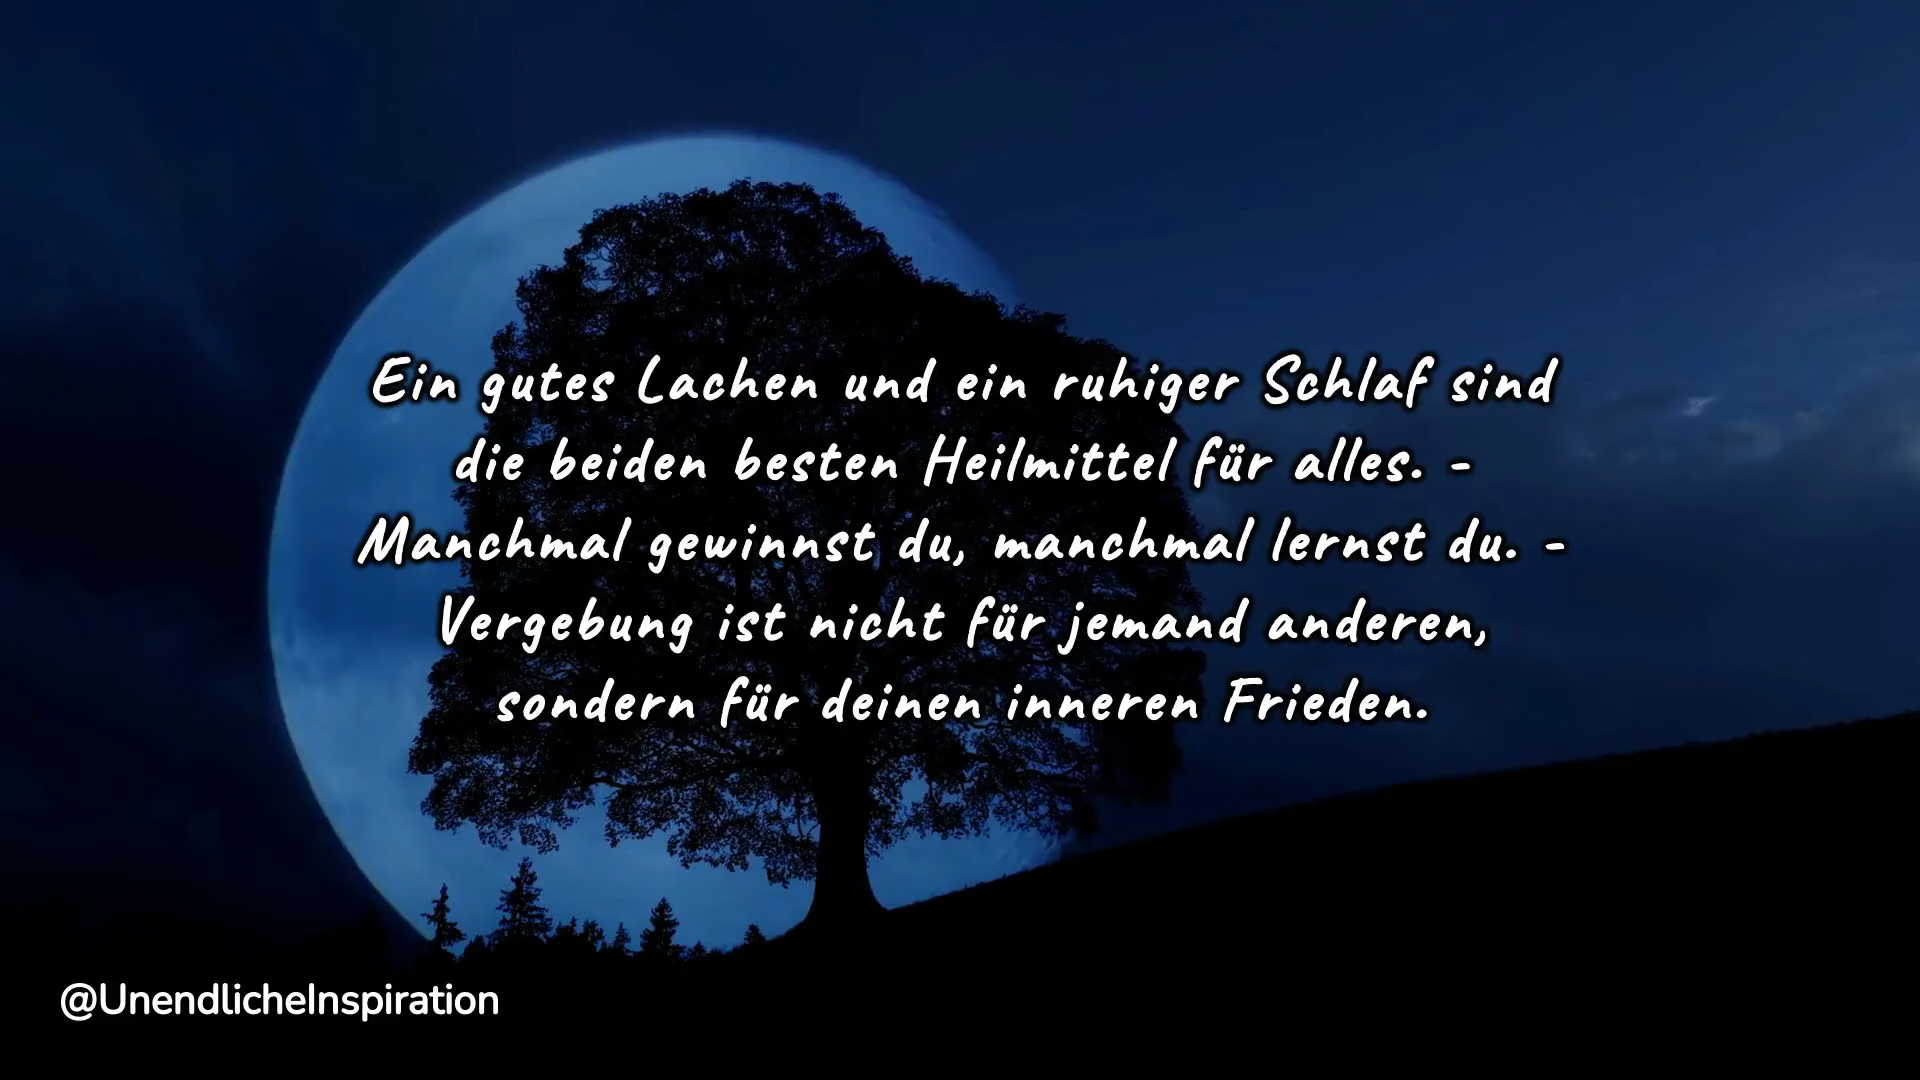 Ein gutes Lachen und ein ruhiger Schlaf sind
die beiden besten Heilmittel für alles. -
Manchmal gewinnst du, manchmal lernst du. -
Vergebung ist nicht für jemand anderen,
sondern für deinen inneren Frieden.
@UnendlicheInspiration